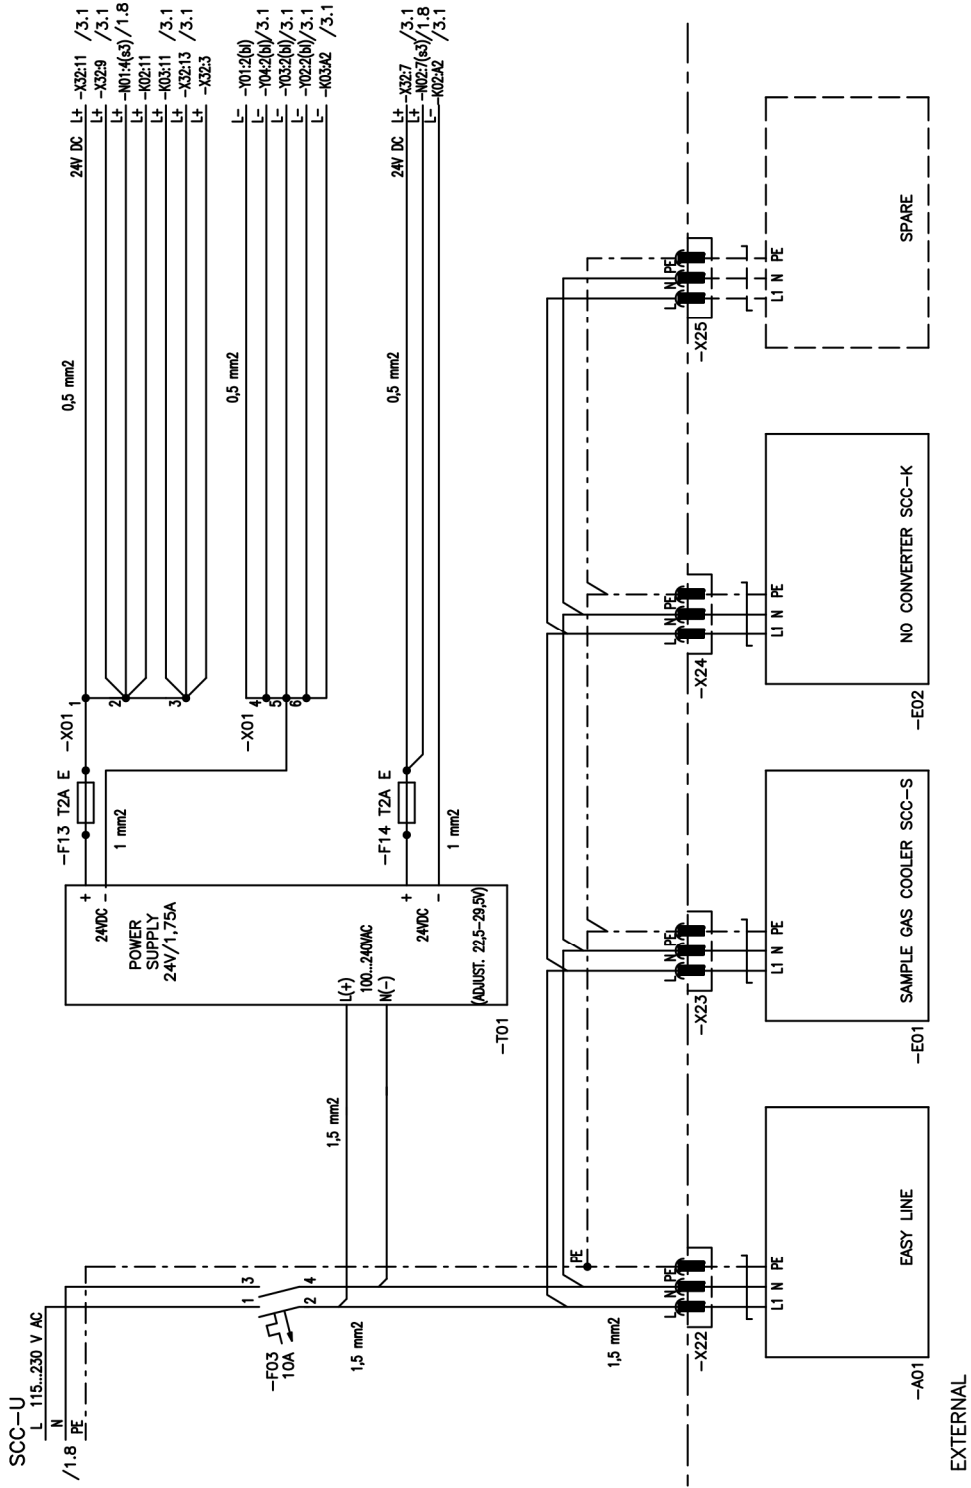 SCC-U
L 115...230 V AC
N
/1.8 PE
1 3
2 4
-F03
10A
1,5 mm2
1,5 mm2
1,5 mm2
PE
POWER
SUPPLY
24V/1,75A
24VDC
+
-
L(+)
100...240VAC
N(-)
24VDC
+
-
(ADJUST. 22,5-29,5V)
-T01
-F13 T2A E
1 mm2
-X01
1
2
3
-X01
4
5
6
-F14 T2A E
1 mm2
0,5 mm2
0,5 mm2
0,5 mm2
24V DC L+ -X32:11 /3.1
L+ -X32:9 /3.1
L+ -N01:4(s3) /1.8
L+ -K02:11
L+ -K03:11 /3.1
L+ -X32:13 /3.1
L+ -X32:3
L- -Y01:2(bl)
L- -Y04:2(bl) /3.1
L- -Y03:2(bl) /3.1
L- -Y02:2(bl) /3.1
L- -K03:A2 /3.1
24V DC L+ -X32:7 /3.1
L+ -N02:7(s3) /1.8
L- -K02:A2 /3.1
L N PE
-X22
L1 N PE
EASY LINE
-A01
L N PE
-X23
L1 N PE
SAMPLE GAS COOLER SCC-S
-E01
L N PE
-X24
L1 N PE
NO CONVERTER SCC-K
-E02
L N PE
-X25
L1 N PE
SPARE
EXTERNAL